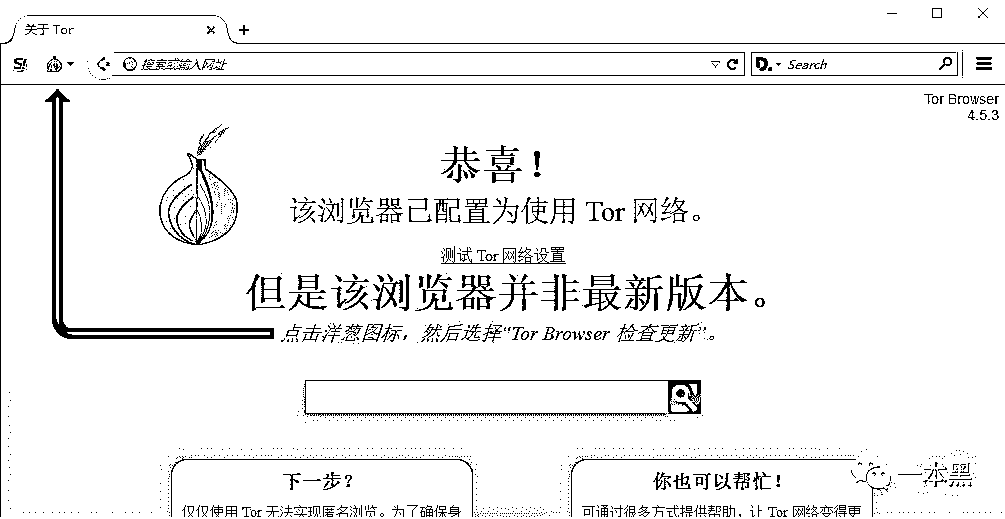 关于 Tor
S!
搜索或输入网址
D.
Search
Tor Browser
4.5.3
恭喜！
该浏览器已配置为使用 Tor 网络。
测试 Tor 网络设置
但是该浏览器并非最新版本。
点击洋葱图标，然后选择“Tor Browser 检查更新”。
下一步？
你也可以帮忙！
一本黑
仅仅使用 Tor 无法实现匿名浏览。为了确保身
可通过很多方式提供帮助，让 Tor 网络变得更